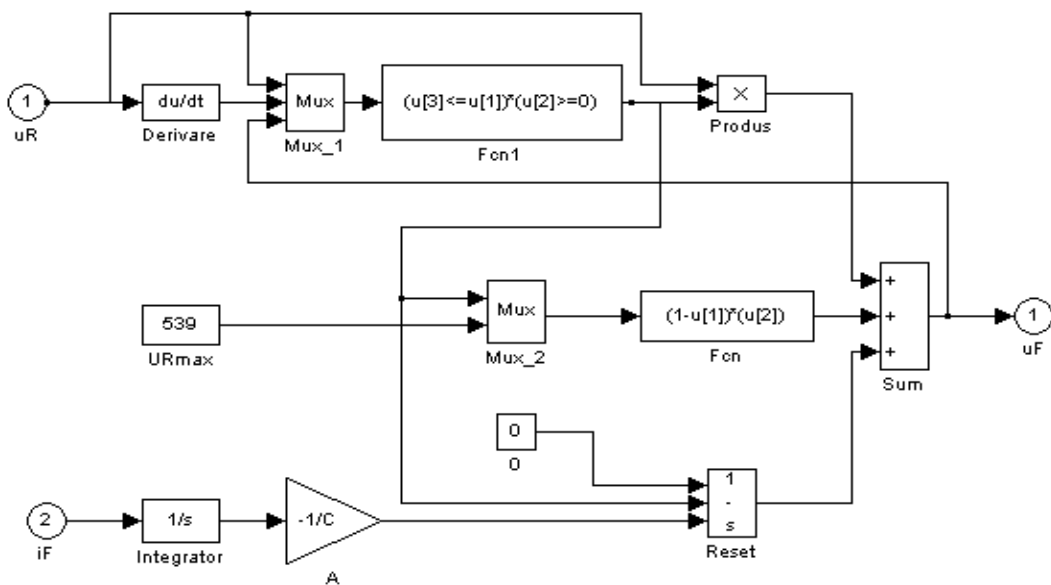 1
uR
du/dt
Derivare
Mux
Mux_1
(u[3]<=u[1])*(u[2]>=0)
Fcn1
×
Produs
539
URmax
Mux
Mux_2
(1-u[1])*(u[2])
Fcn
+
+
+
Sum
1
uF
0
0
2
iF
1/s
Integrator
-1/C
A
1
-
s
Reset